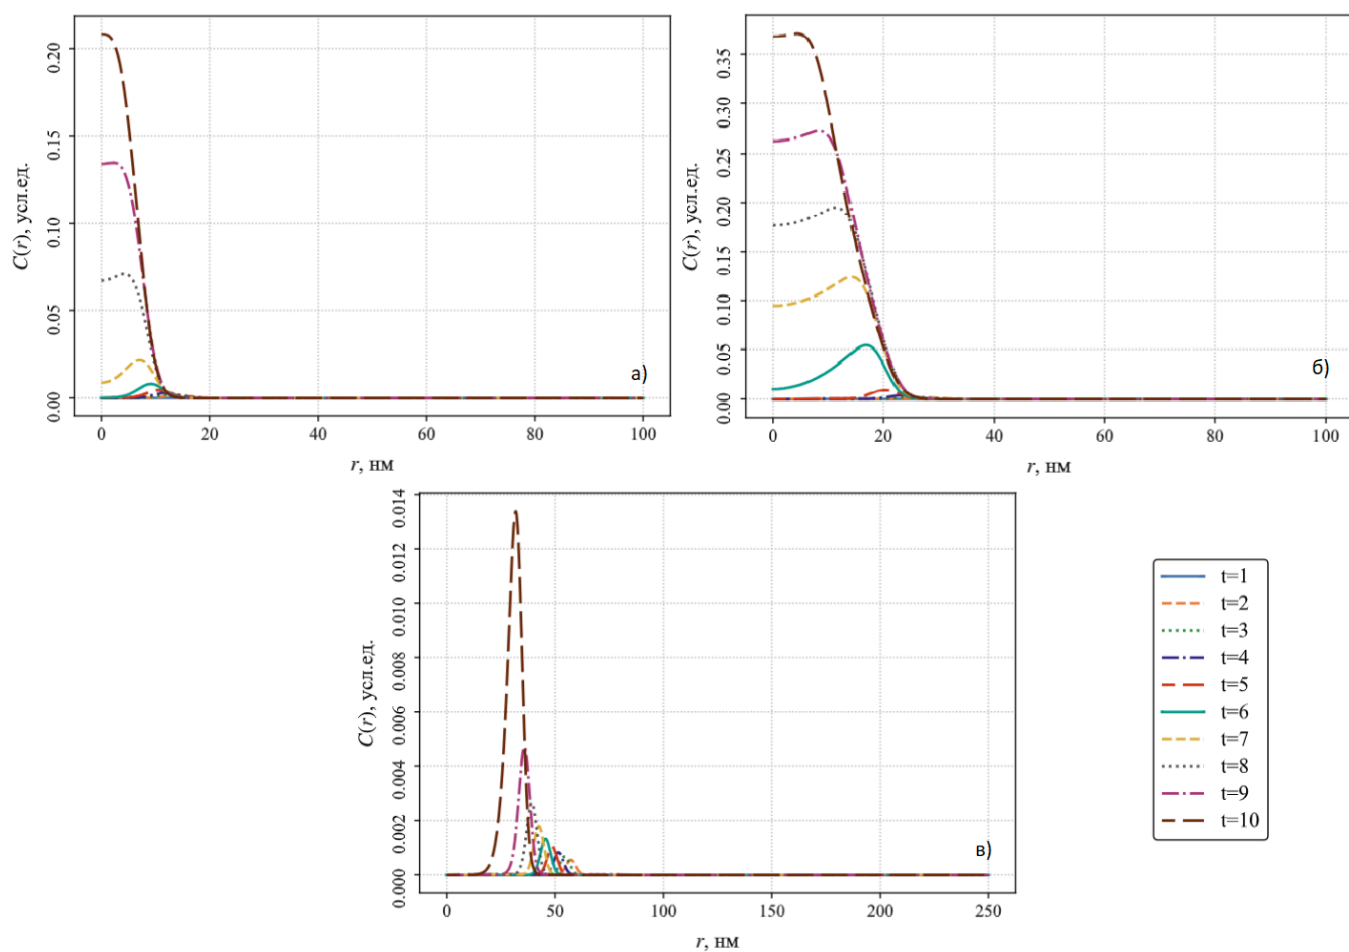 0.20
0.15
0.10
0.05
0.00
C(r), усл.ед.
а)
0 20 40 60 80 100
r, нм
0.35
0.30
0.25
0.20
0.15
0.10
0.05
0.00
C(r), усл.ед.
б)
0 20 40 60 80 100
r, нм
0.014
0.012
0.010
0.008
0.006
0.004
0.002
0.000
C(r), усл.ед.
в)
0 50 100 150 200 250
r, нм
t=1
t=2
t=3
t=4
t=5
t=6
t=7
t=8
t=9
t=10